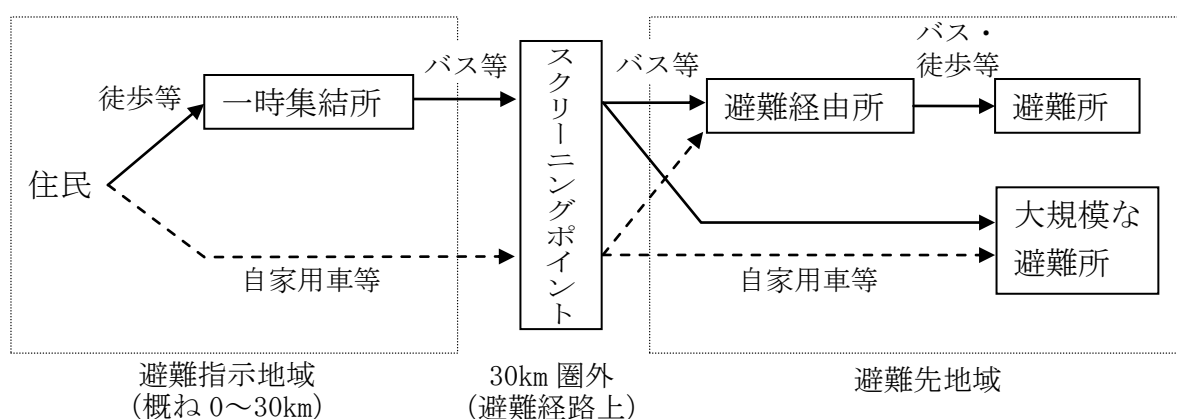 住民
徒歩等
一時集結所
バス等
自家用車等
スクリーニングポイント
バス等
避難経由所
バス・
徒歩等
避難所
大規模な
避難所
自家用車等
避難指示地域
(概ね 0～30km)
30km 圏外
(避難経路上)
避難先地域